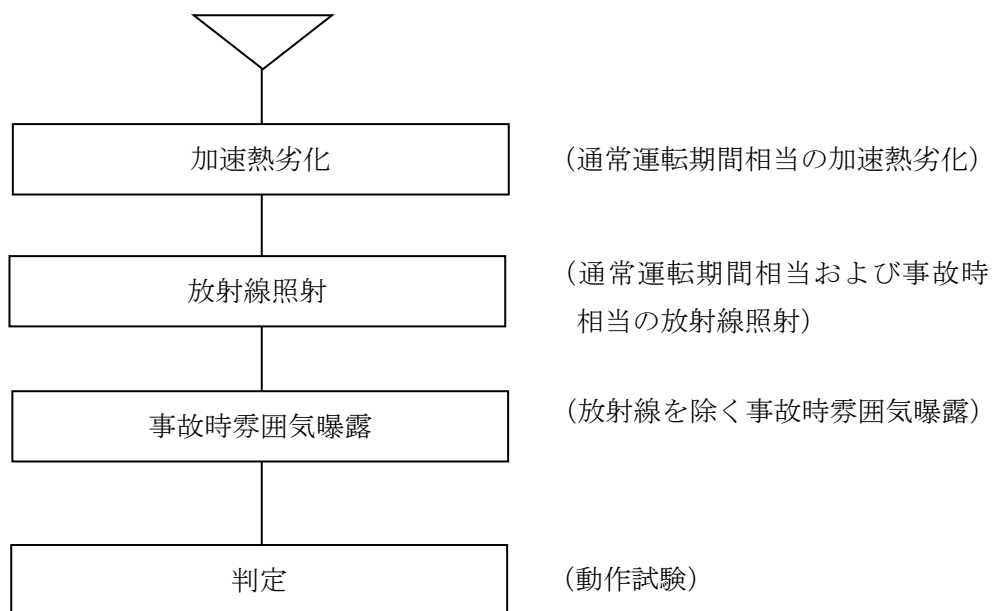 加速熱劣化
(通常運転期間相当の加速熱劣化)
放射線照射
(通常運転期間相当および事故時
相当の放射線照射)
事故時雰囲気曝露
(放射線を除く事故時雰囲気曝露)
判定
(動作試験)